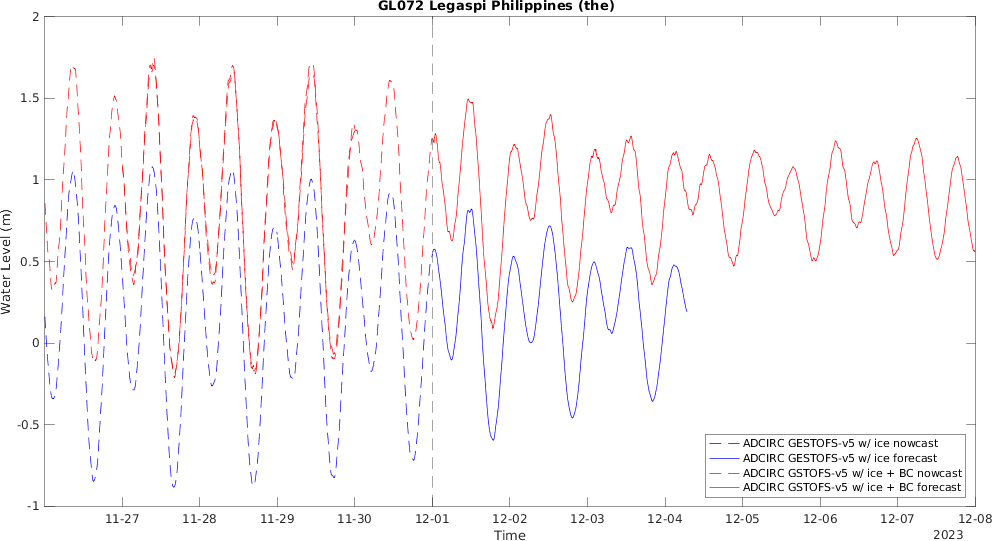 GL072 Legaspi Philippines (the)
2
1.5
1
0.5
0
-0.5
-1
Water Level (m)
11-27 11-28 11-29 11-30 12-01 12-02 12-03 12-04 12-05 12-06 12-07 12-08
Time
2023
ADCIRC GESTOFS-v5 w/ ice nowcast
ADCIRC GESTOFS-v5 w/ ice forecast
ADCIRC GSTOFS-v5 w/ ice + BC nowcast
ADCIRC GSTOFS-v5 w/ ice + BC forecast